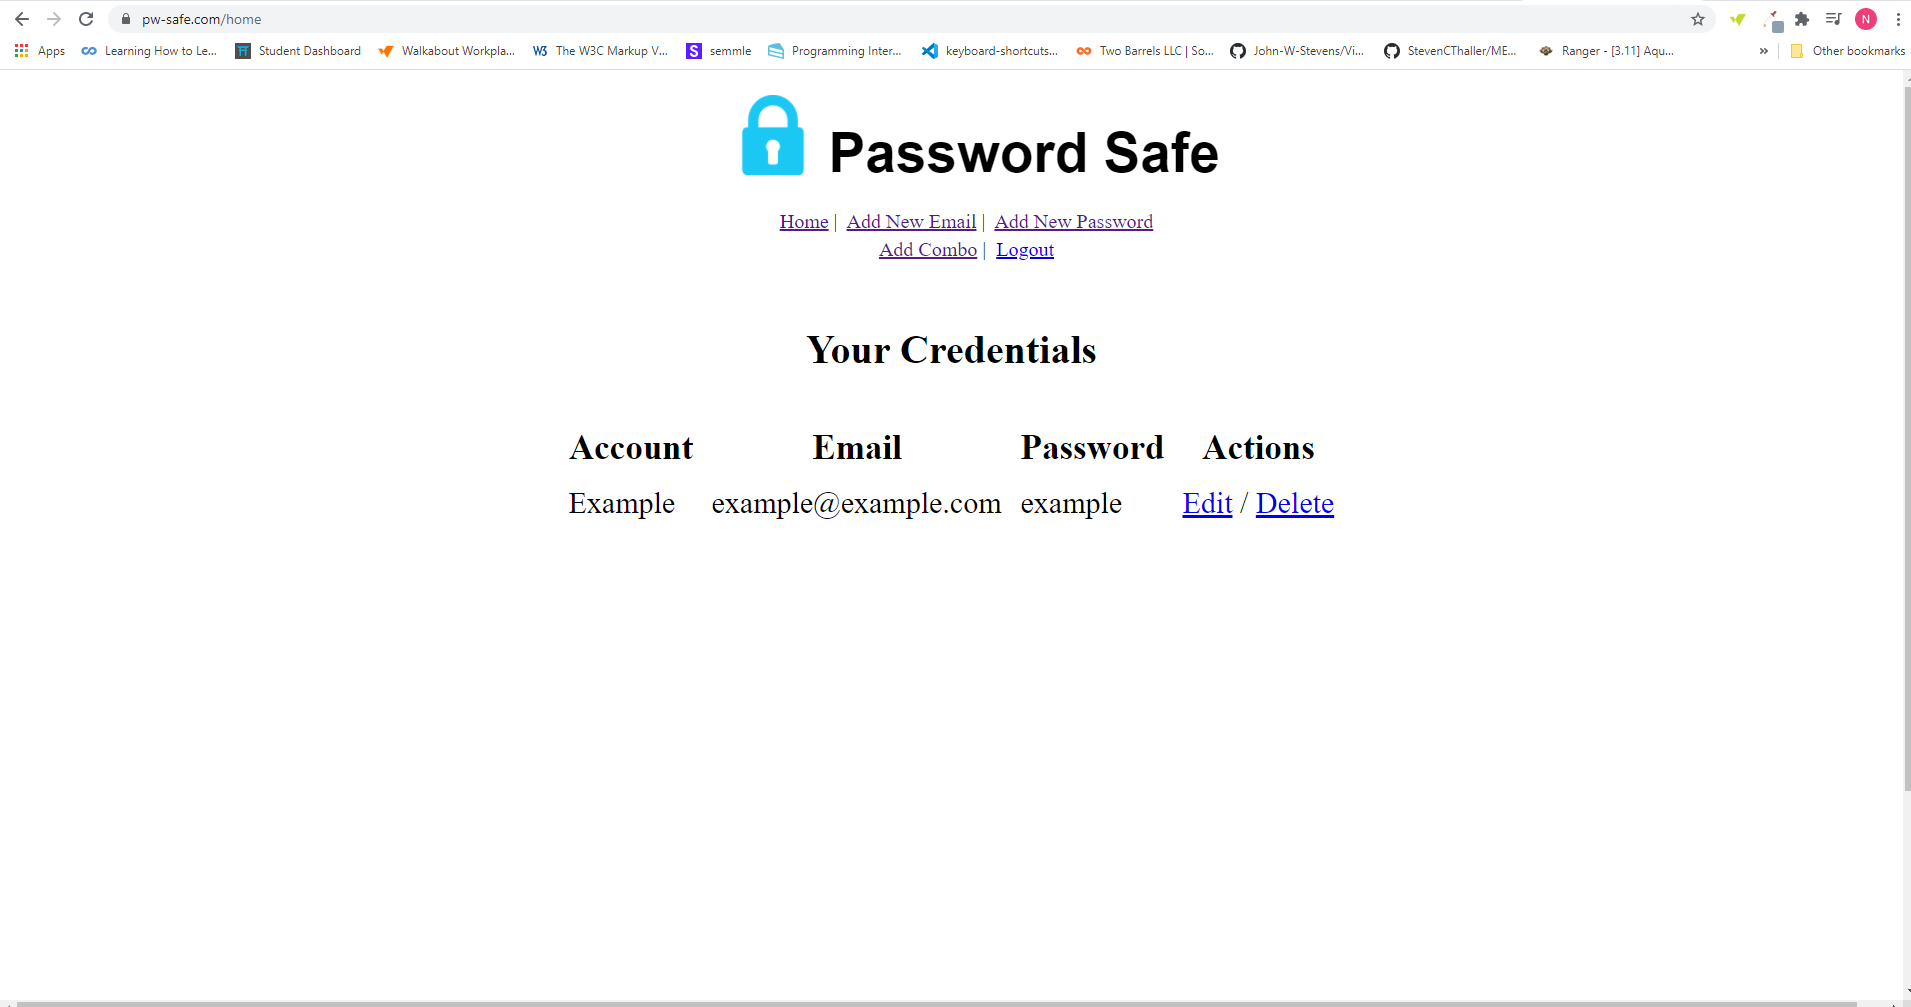 pw-safe.com/home
N
Apps Learning How to Le... Student Dashboard Walkabout Workpla... W3 The W3C Markup V... S semmle Programming Inter... keyboard-shortcuts... Two Barrels LLC | So... John-W-Stevens/Vi... StevenCThaller/ME... Ranger - [3.11] Aqu... » Other bookmarks
Password Safe
Home | Add New Email | Add New Password
Add Combo | Logout
Your Credentials
Account Email Password Actions
Example example@example.com example Edit / Delete